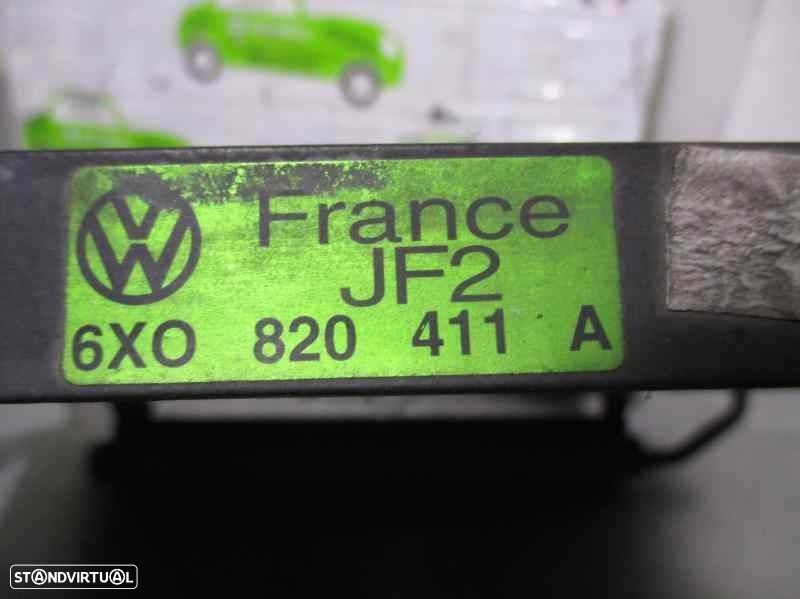 France
JF2
6XO 820 411 A
STANDVIRTUAL